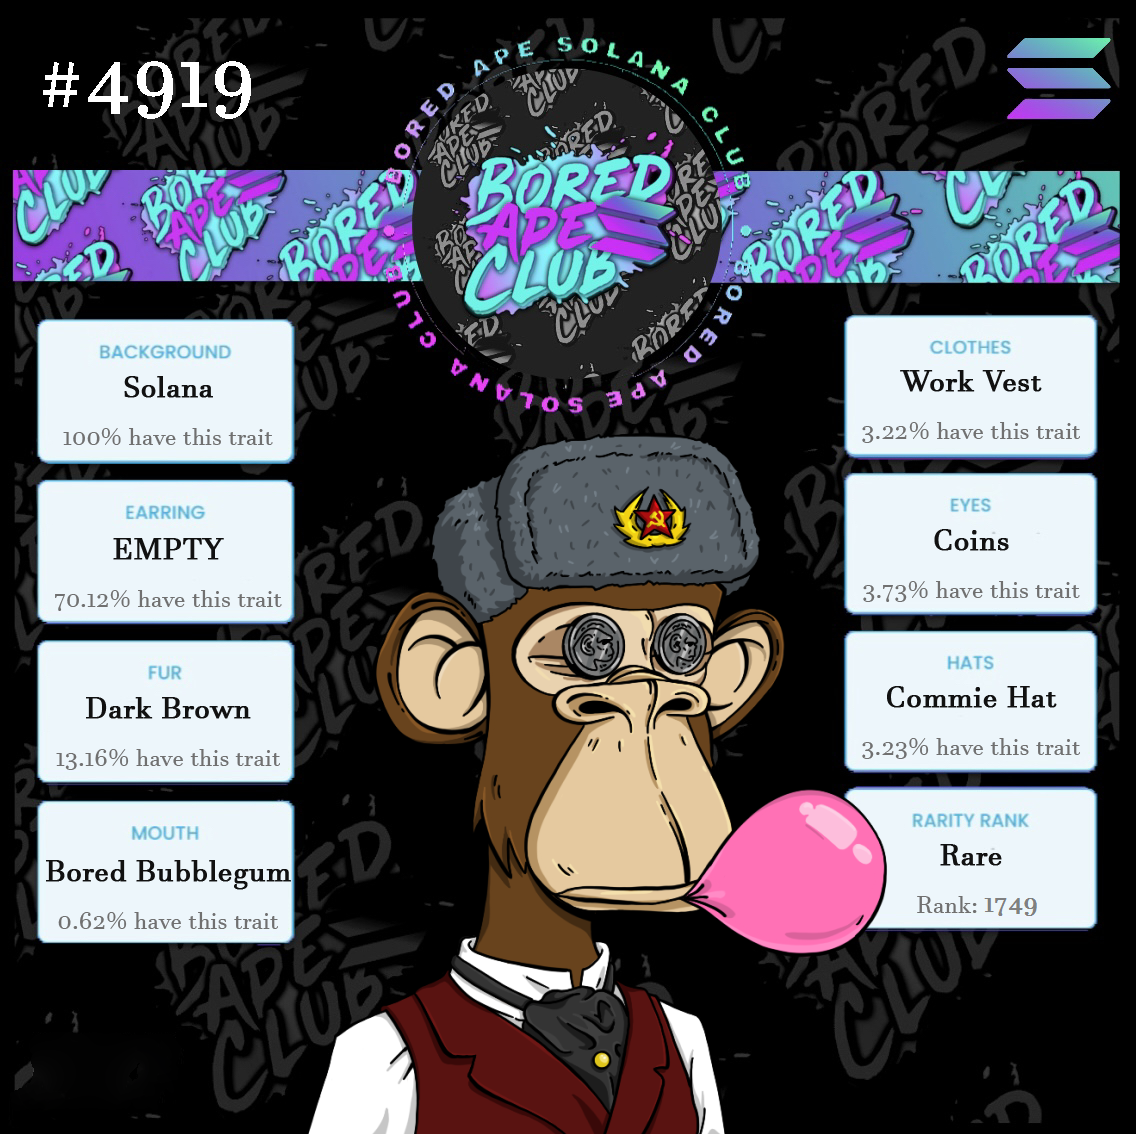 #4919
BORED APE SOLANA CLUB
BORED
APE
CLUB
BORED APE SOLANA CLUB
BACKGROUND
Solana
100% have this trait
EARRING
EMPTY
70.12% have this trait
FUR
Dark Brown
13.16% have this trait
MOUTH
Bored Bubblegum
0.62% have this trait
CLOTHES
Work Vest
3.22% have this trait
EYES
Coins
3.73% have this trait
HATS
Commie Hat
3.23% have this trait
RARITY RANK
Rare
Rank: 1749